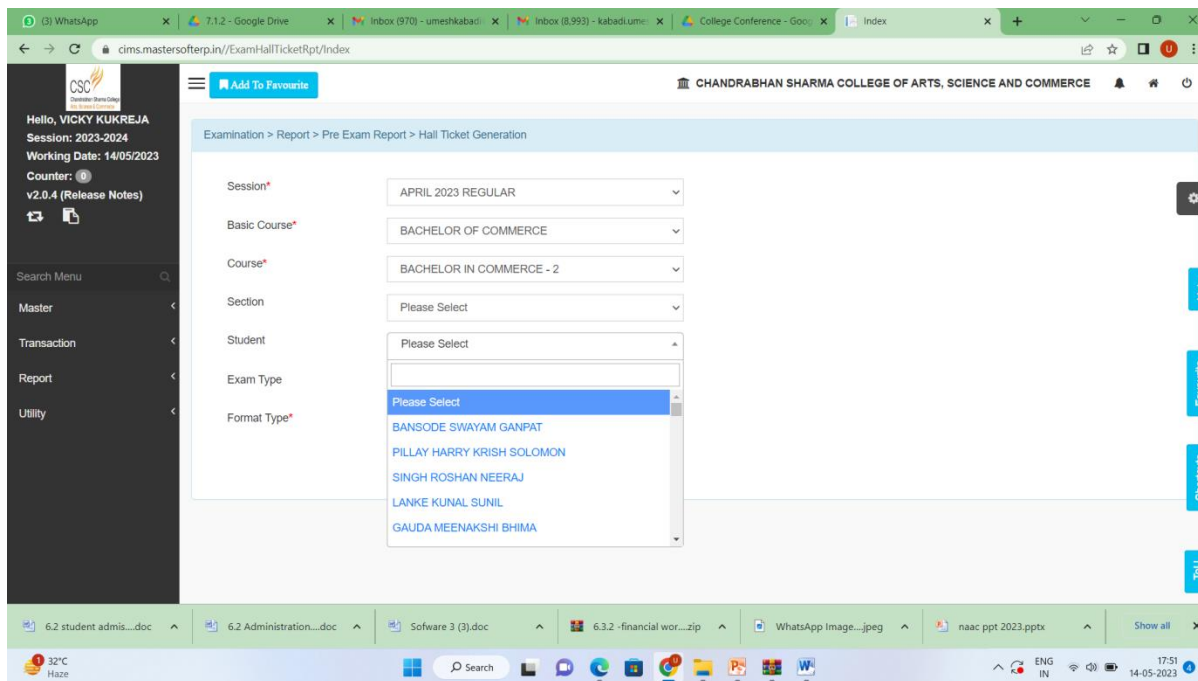 (3) WhatsApp
7.1.2 - Google Drive
Inbox (970) - umeshkabadi
Inbox (8,993) - kabadi.umes
College Conference - Goog
Index
cims.mastersofterp.in//ExamHallTicketRpt/Index
U
CSC
Chandrabhan Sharma College
Add To Favourite
CHANDRABHAN SHARMA COLLEGE OF ARTS, SCIENCE AND COMMERCE
Hello, VICKY KUKREJA
Session: 2023-2024
Working Date: 14/05/2023
Counter: 0
v2.0.4 (Release Notes)
Search Menu
Master
Transaction
Report
Utility
Examination > Report > Pre Exam Report > Hall Ticket Generation
Session*
APRIL 2023 REGULAR
Basic Course*
BACHELOR OF COMMERCE
Course*
BACHELOR IN COMMERCE - 2
Section
Please Select
Student
Please Select
Exam Type
Format Type*
Please Select
BANSODE SWAYAM GANPAT
PILLAY HARRY KRISH SOLOMON
SINGH ROSHAN NEERAJ
LANKE KUNAL SUNIL
GAUDA MEENAKSHI BHIMA
6.2 student admis....doc
6.2 Administration....doc
Sofware 3 (3).doc
6.3.2 -financial wor....zip
WhatsApp Image....jpeg
naac ppt 2023.pptx
Show all
1
32°C
Haze
Search
ENG
IN
17:51
14-05-2023
4